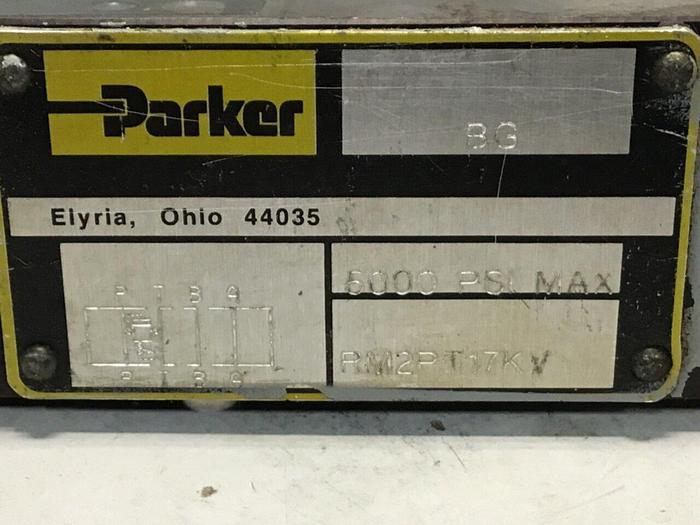 Parker
BG
Elyria, Ohio 44035
P T B A
5000 PSI MAX
RM2PT17KV
P T B A